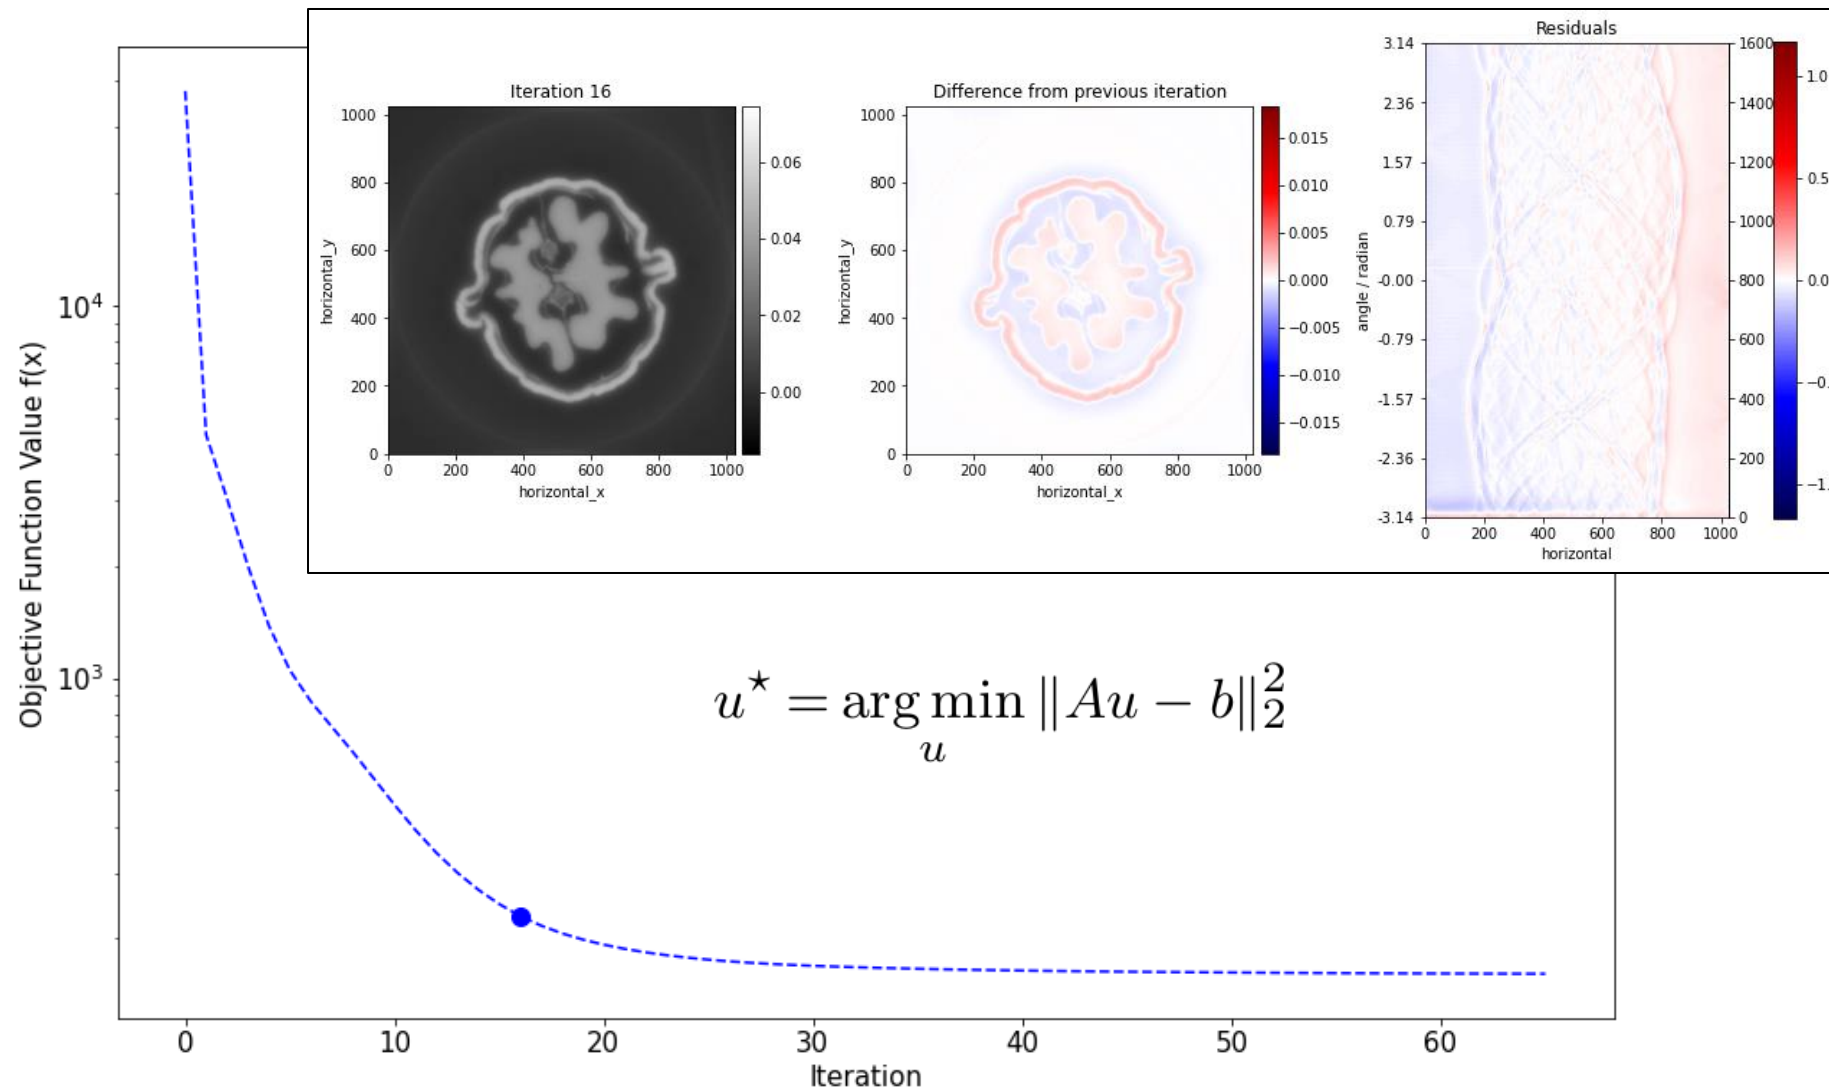 Objective Function Value f(x)
10^4
10^3
0 10 20 30 40 50 60
Iteration
Iteration 16
1000
800
600
400
200
0
horizontal_y
0 200 400 600 800 1000
horizontal_x
0.06
0.04
0.02
0.00
Difference from previous iteration
1000
800
600
400
200
0
horizontal_y
0 200 400 600 800 1000
horizontal_x
0.015
0.010
0.005
0.000
−0.005
−0.010
−0.015
Residuals
3.14
2.36
1.57
0.79
-0.00
-0.79
-1.57
-2.36
-3.14
angle / radian
0 200 400 600 800 1000
horizontal
1600
1400
1200
1000
800
600
400
200
0
1.0
0.5
0.0
−0.
−1.
u⋆ = arg min ‖Au − b‖₂²
u